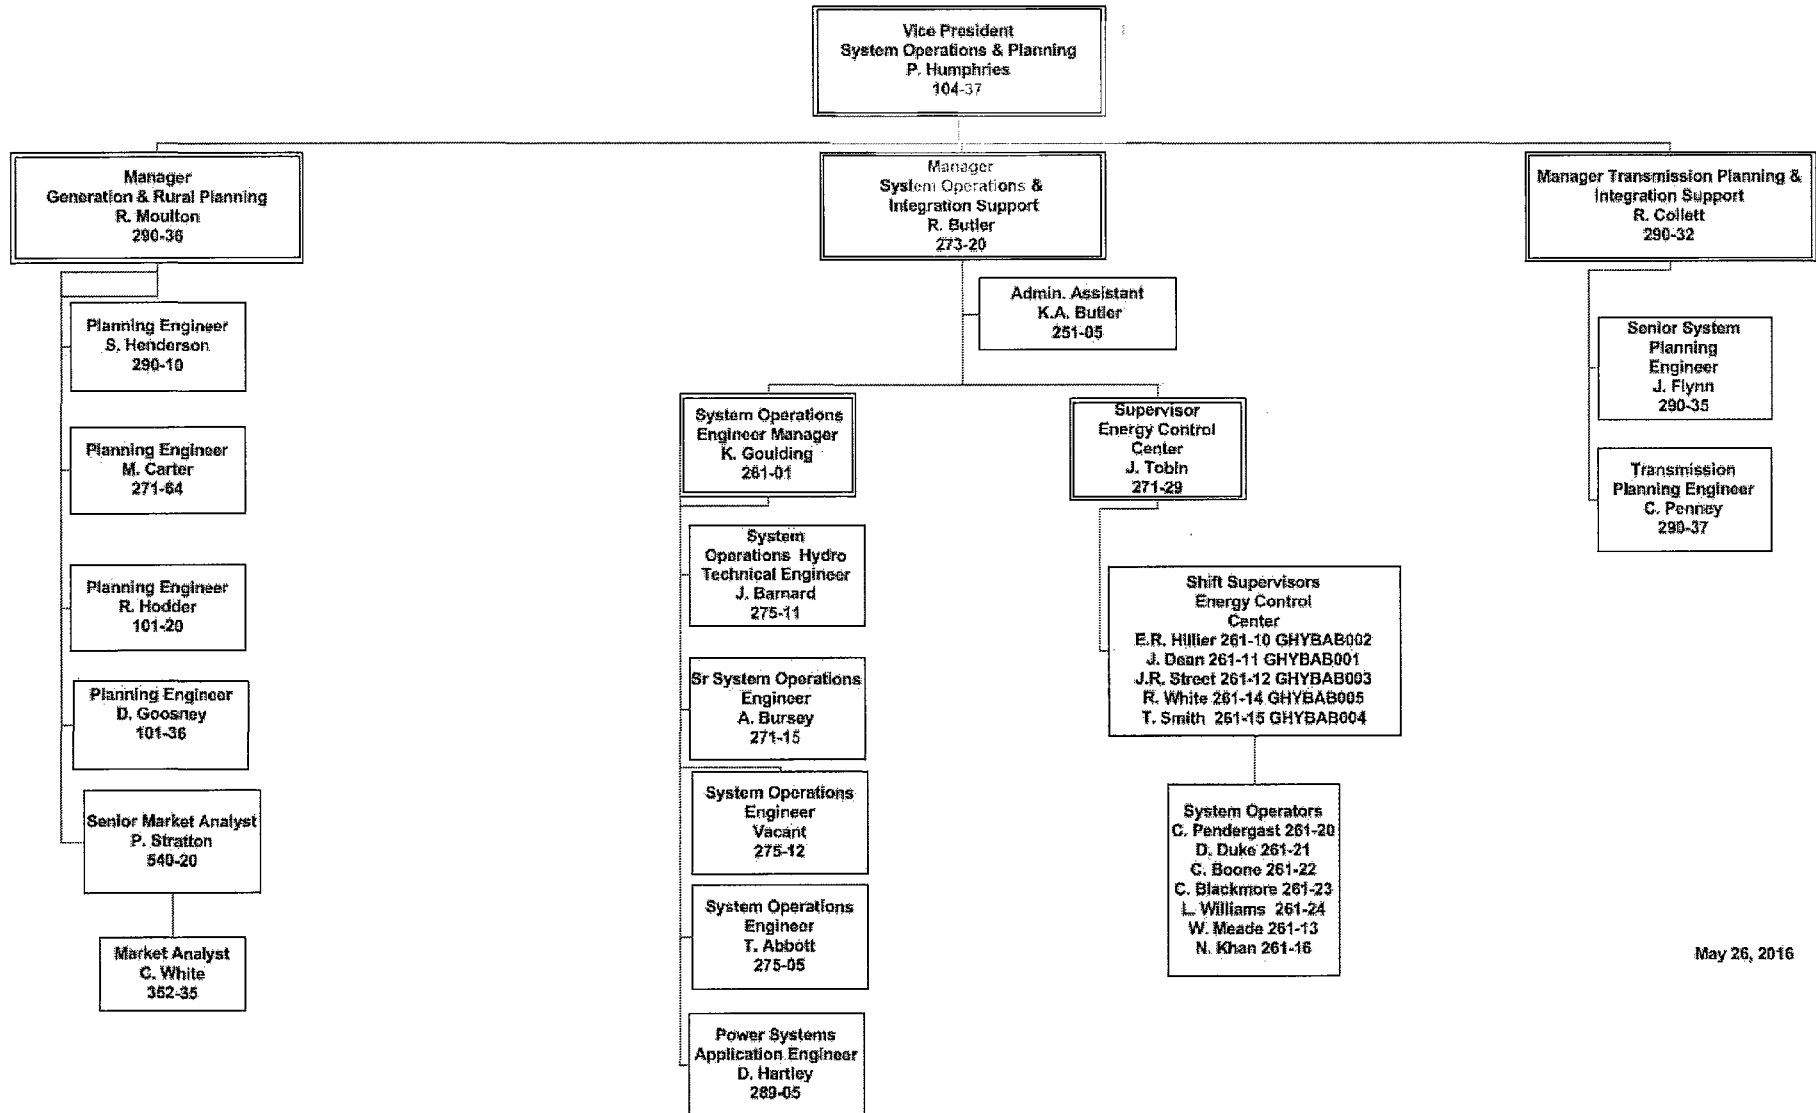 Vice President
System Operations & Planning
P. Humphries
104-37
Manager
Generation & Rural Planning
R. Moulton
290-36
Manager
System Operations &
Integration Support
R. Butler
273-20
Manager Transmission Planning &
Integration Support
R. Collett
290-32
Admin. Assistant
K.A. Butler
251-05
Planning Engineer
S. Henderson
290-10
Planning Engineer
M. Carter
271-64
Planning Engineer
R. Hodder
101-20
Planning Engineer
D. Goosney
101-36
Senior Market Analyst
P. Stratton
540-20
Market Analyst
C. White
352-35
System Operations
Engineer Manager
K. Goulding
261-01
System
Operations Hydro
Technical Engineer
J. Barnard
275-11
Sr System Operations
Engineer
A. Bursey
271-15
System Operations
Engineer
Vacant
275-12
System Operations
Engineer
T. Abbott
275-05
Power Systems
Application Engineer
D. Hartley
289-05
Supervisor
Energy Control
Center
J. Tobin
271-29
Shift Supervisors
Energy Control
Center
E.R. Hillier 261-10 GHYBAB002
J. Dean 261-11 GHYBAB001
J.R. Street 261-12 GHYBAB003
R. White 261-14 GHYBAB005
T. Smith 261-15 GHYBAB004
System Operators
C. Pendergast 261-20
D. Duke 261-21
C. Boone 261-22
C. Blackmore 261-23
L. Williams 261-24
W. Meade 261-13
N. Khan 261-16
Senior System
Planning
Engineer
J. Flynn
290-35
Transmission
Planning Engineer
C. Penney
290-37
May 26, 2016